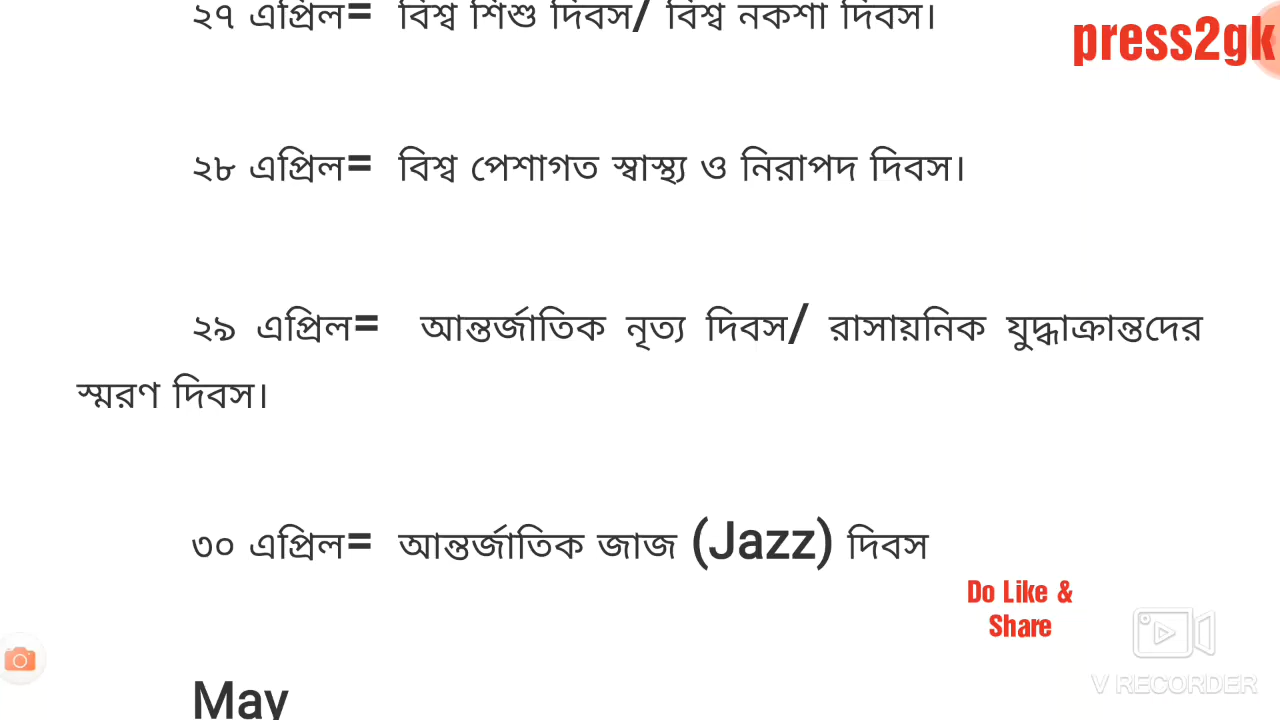 ২৭ এপ্রিল= বিশ্ব শিশু দিবস/ বিশ্ব নকশা দিবস।
press2gk
২৮ এপ্রিল= বিশ্ব পেশাগত স্বাস্থ্য ও নিরাপদ দিবস।
২৯ এপ্রিল= আন্তর্জাতিক নৃত্য দিবস/ রাসায়নিক যুদ্ধাক্রান্তদের
স্মরণ দিবস।
৩০ এপ্রিল= আন্তর্জাতিক জাজ (Jazz) দিবস
Do Like &
Share
V RECORDER
May